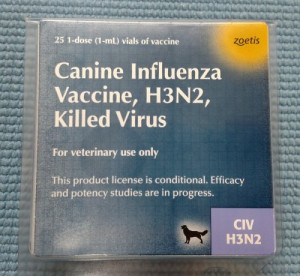 25 1-dose (1-mL) vials of vaccine
zoetis
Canine Influenza
Vaccine, H3N2,
Killed Virus
For veterinary use only
This product license is conditional. Efficacy
and potency studies are in progress.
CIV
H3N2